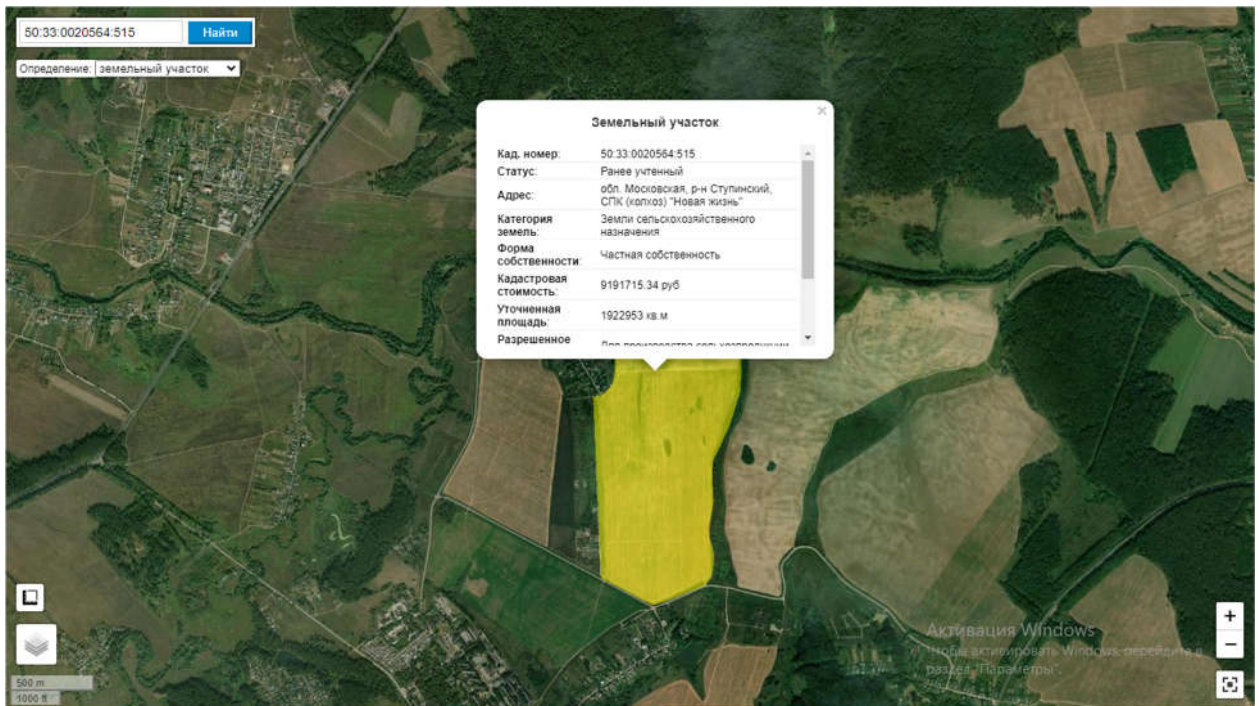 50:33:0020564:515
Найти
Определение: земельный участок
×
Земельный участок
Кад. номер: 50:33:0020564:515
Статус: Ранее учтенный
Адрес: обл. Московская, р-н Ступинский,
СПК (колхоз) "Новая жизнь"
Категория земель: Земли сельскохозяйственного
назначения
Форма собственности: Частная собственность
Кадастровая стоимость: 9191715.34 руб
Уточненная площадь: 1922953 кв.м
Разрешенное Для производства сельхозпродукции
+
−
Активация Windows
Чтобы активировать Windows, перейдите в
раздел "Параметры".
500 m
1000 ft